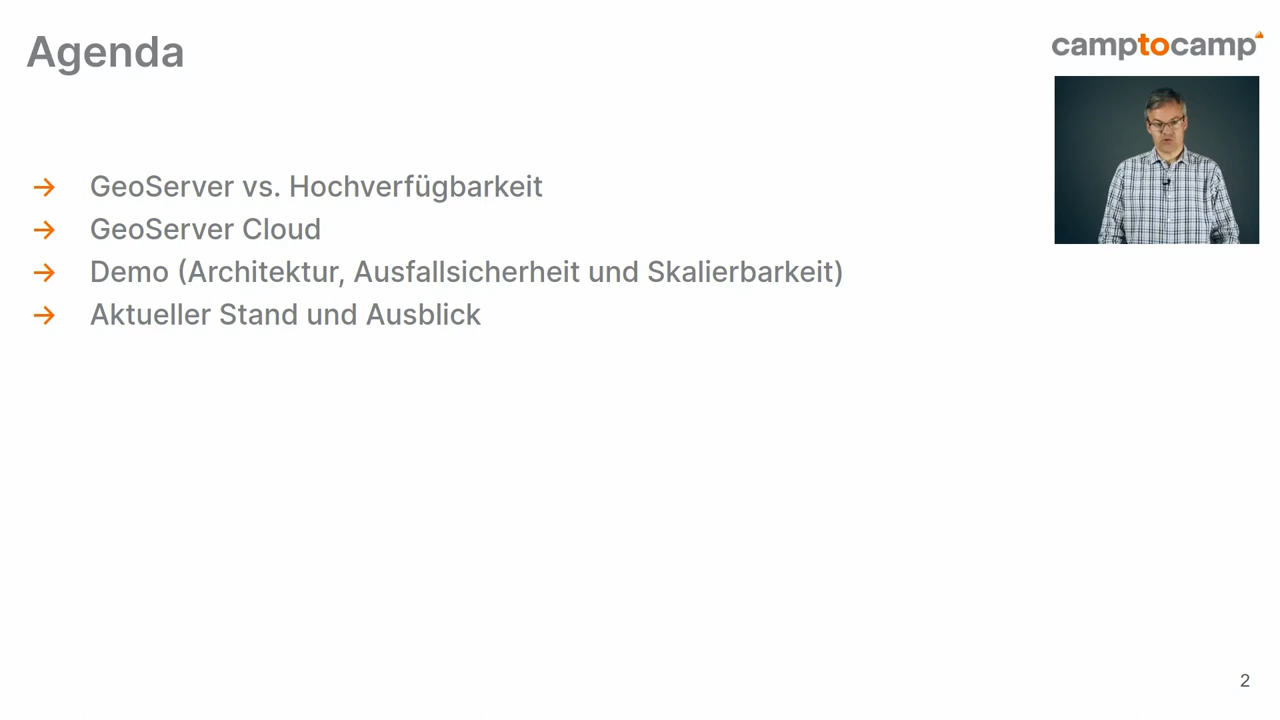 Agenda
camptocamp
→ GeoServer vs. Hochverfügbarkeit
→ GeoServer Cloud
→ Demo (Architektur, Ausfallsicherheit und Skalierbarkeit)
→ Aktueller Stand und Ausblick
2